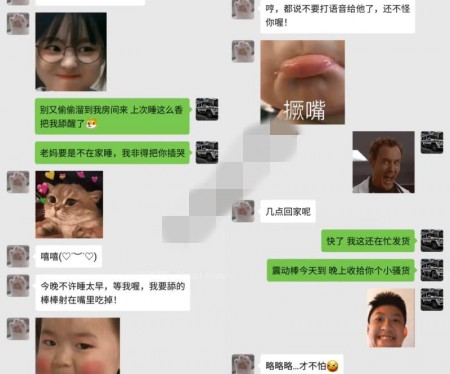 别又偷偷溜到我房间来 上次睡这么香
把我舔醒了
老妈要是不在家睡，我非得把你插哭
嘻嘻(♡˘︶˘♡)
今晚不许睡太早，等我喔，我要舔的
棒棒射在嘴里吃掉！
哼，都说不要打语音给他了，还不怪
你喔！
撅嘴
几点回家呢
快了 我这还在忙发货
震动棒今天到 晚上收拾你个小骚货
略略略...才不怕